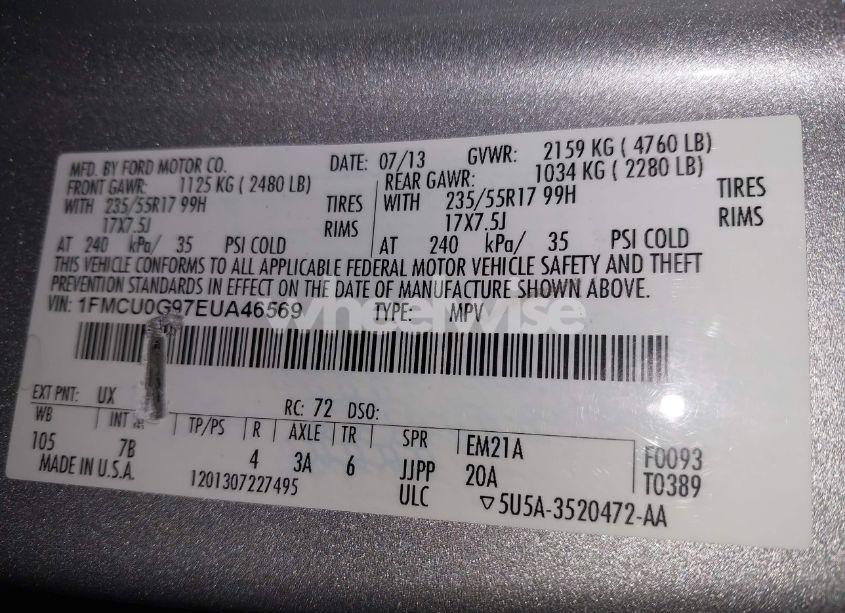 MFD. BY FORD MOTOR CO. DATE: 07/13 GVWR: 2159 KG ( 4760 LB)
FRONT GAWR: 1125 KG ( 2480 LB) REAR GAWR: 1034 KG ( 2280 LB)
WITH 235/55R17 99H TIRES WITH 235/55R17 99H TIRES
17X7.5J RIMS 17X7.5J RIMS
AT 240 kPa/ 35 PSI COLD AT 240 kPa/ 35 PSI COLD
THIS VEHICLE CONFORMS TO ALL APPLICABLE FEDERAL MOTOR VEHICLE SAFETY AND THEFT
PREVENTION STANDARDS IN EFFECT ON THE DATE OF MANUFACTURE SHOWN ABOVE.
VIN: 1FMCU0G97EUA46569 TYPE: MPV
wheelwise
EXT PNT: UX RC: 72 DSO:
WB INT TP/PS R AXLE TR SPR EM21A F0093
105 7B 4 3A 6 JJPP 20A T0389
MADE IN U.S.A. 1201307227495 ULC ▽5U5A-3520472-AA